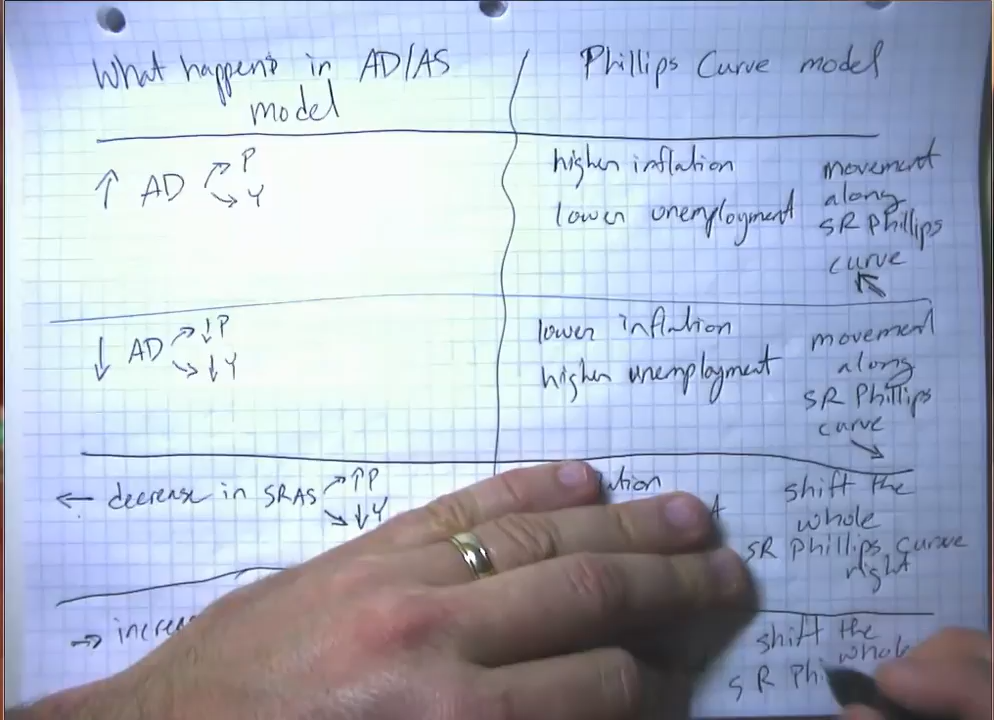 What happens in AD/AS
model
Phillips Curve model
↑ AD ↗ P
↘ Y
higher inflation
lower unemployment
movement
along
SR Phillips
curve
↖
↓ AD ↗ ↓P
↘ ↓Y
lower inflation
higher unemployment
movement
along
SR Phillips
curve
↘
← decrease in SRAS ↗ ↑P
↘ ↓Y
shift the
whole
SR Phillips Curve
right
→
shift the
whole
SR